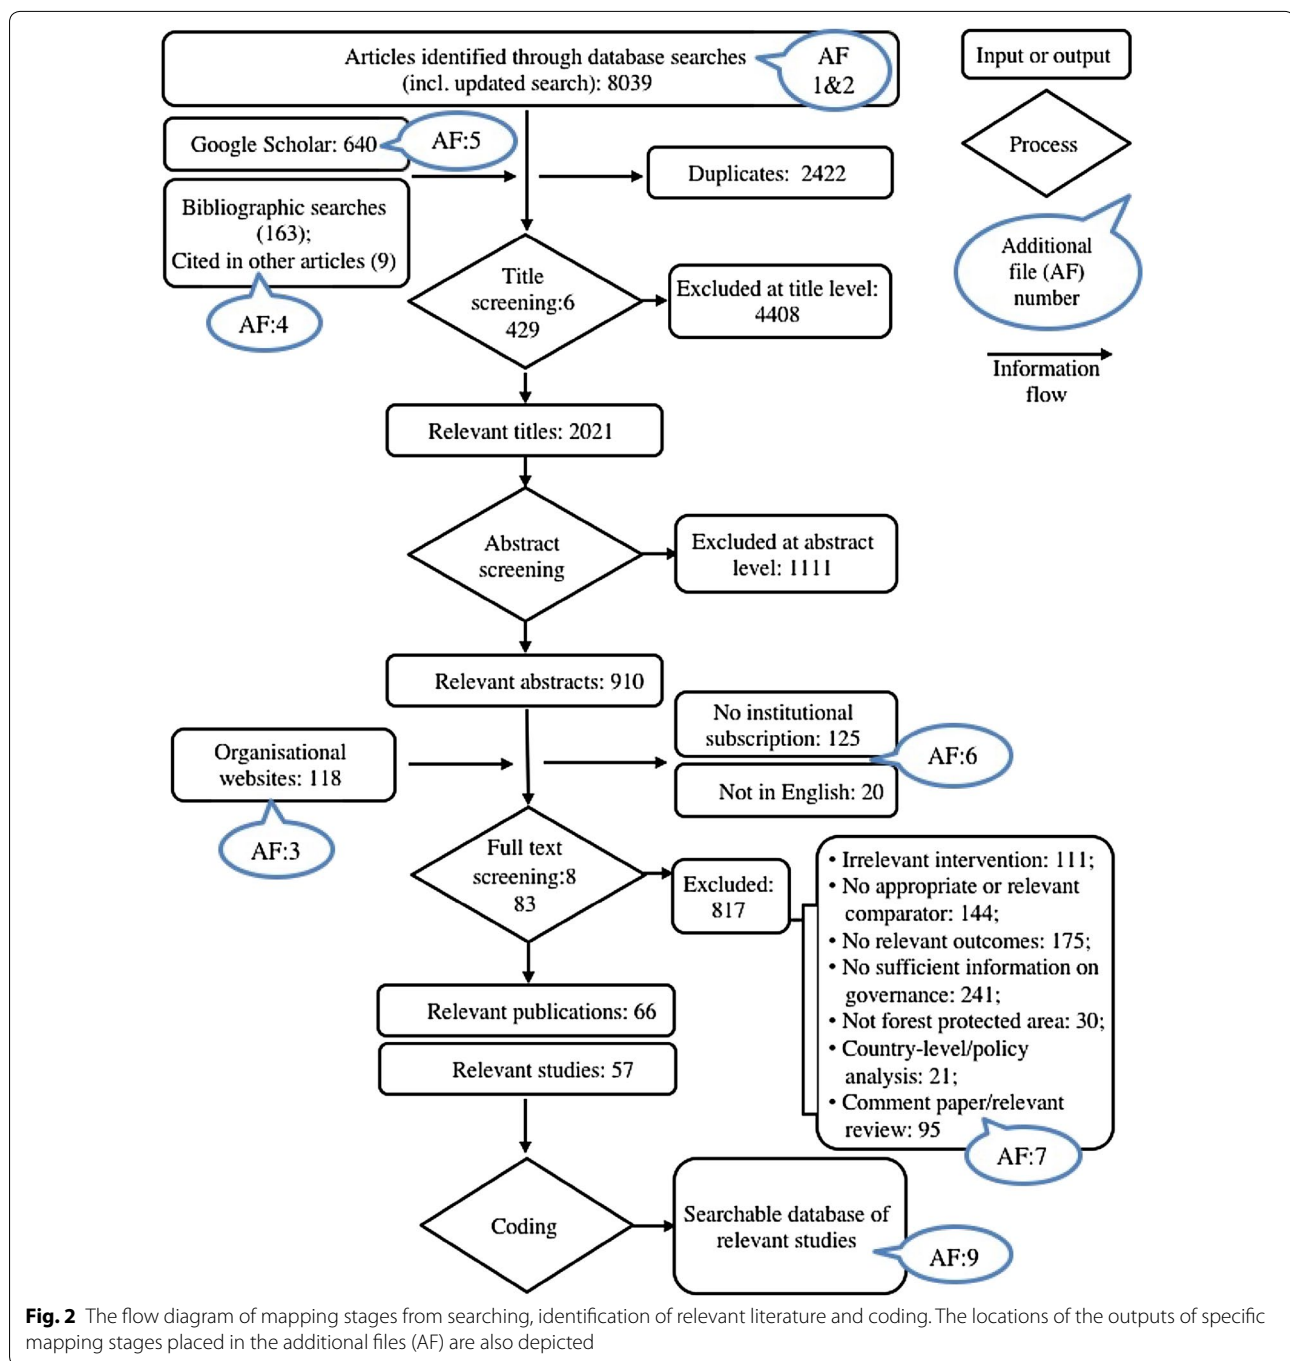 Articles identified through database searches
(incl. updated search): 8039
AF
1&2
Input or output
Google Scholar: 640
AF:5
Process
Duplicates: 2422
Bibliographic searches
(163);
Cited in other articles (9)
AF:4
Title
screening:6
429
Excluded at title level:
4408
Additional
file (AF)
number
Information
flow
Relevant titles: 2021
Abstract
screening
Excluded at abstract
level: 1111
Relevant abstracts: 910
No institutional
subscription: 125
AF:6
Not in English: 20
Organisational
websites: 118
AF:3
Full text
screening:8
83
Excluded:
817
• Irrelevant intervention: 111;
• No appropriate or relevant
comparator: 144;
• No relevant outcomes: 175;
• No sufficient information on
governance: 241;
• Not forest protected area: 30;
• Country-level/policy
analysis: 21;
• Comment paper/relevant
review: 95
AF:7
Relevant publications: 66
Relevant studies: 57
Coding
Searchable database of
relevant studies
AF:9
Fig. 2 The flow diagram of mapping stages from searching, identification of relevant literature and coding. The locations of the outputs of specific
mapping stages placed in the additional files (AF) are also depicted